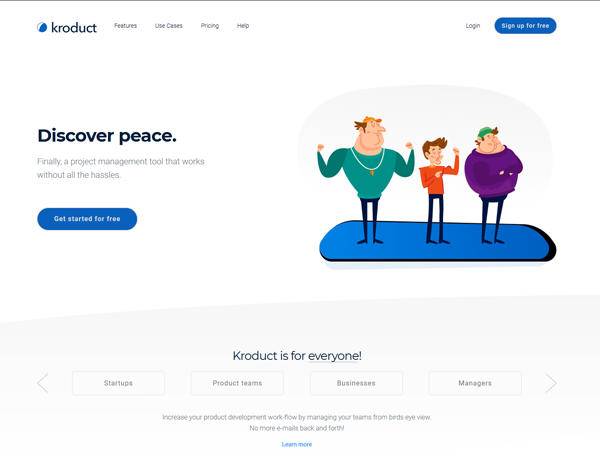 kroduct
Features
Use Cases
Pricing
Help
Login
Sign up for free
Discover peace.
Finally, a project management tool that works
without all the hassles.
Get started for free
Kroduct is for everyone!
Startups
Product teams
Businesses
Managers
Increase your product development work-flow by managing your teams from birds eye view.
No more e-mails back and forth!
Learn more